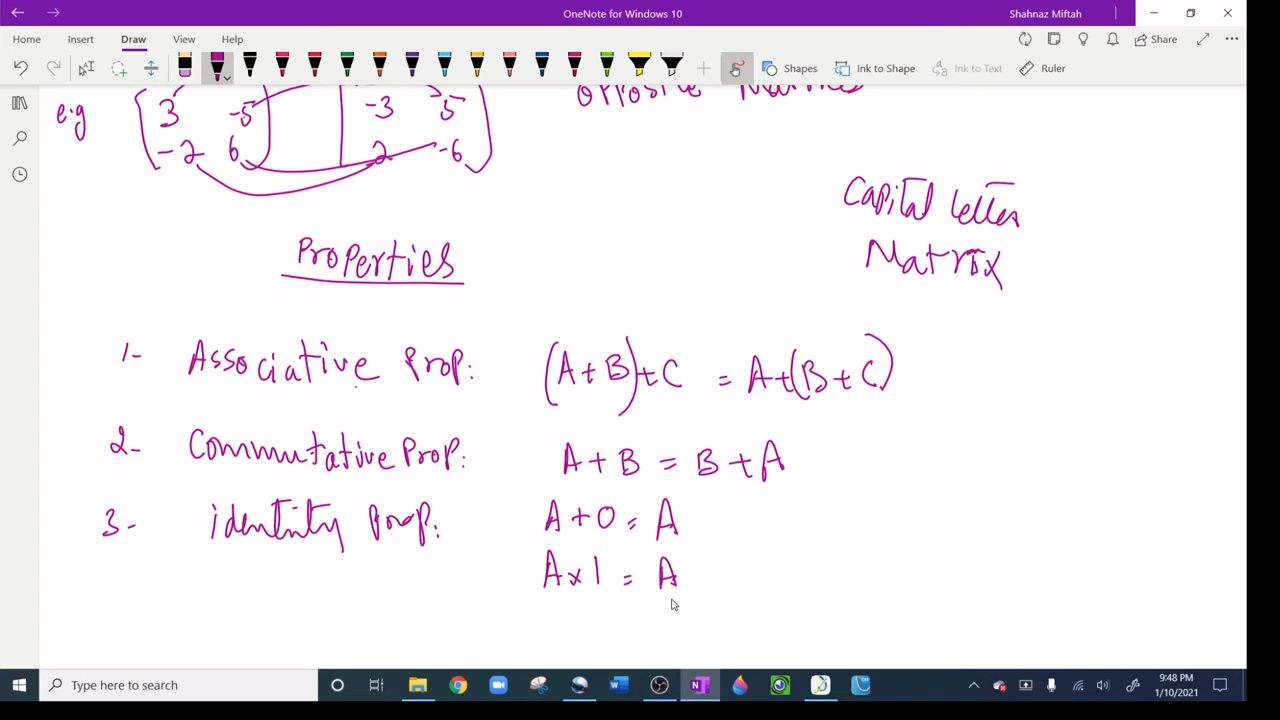 OneNote for Windows 10
Shahnaz Miftah
Home Insert Draw View Help
Share
Shapes Ink to Shape Ink to Text Ruler
e.g 3 -5 -3 5
-2 6 2 -6
Opposite
Capital letter
Matrix
Properties
1- Associative Prop: (A+B)+C = A+(B+C)
2- Commutative Prop: A+B = B+A
3- identity Prop: A+0 = A
Ax1 = A
Type here to search
9:48 PM
1/10/2021